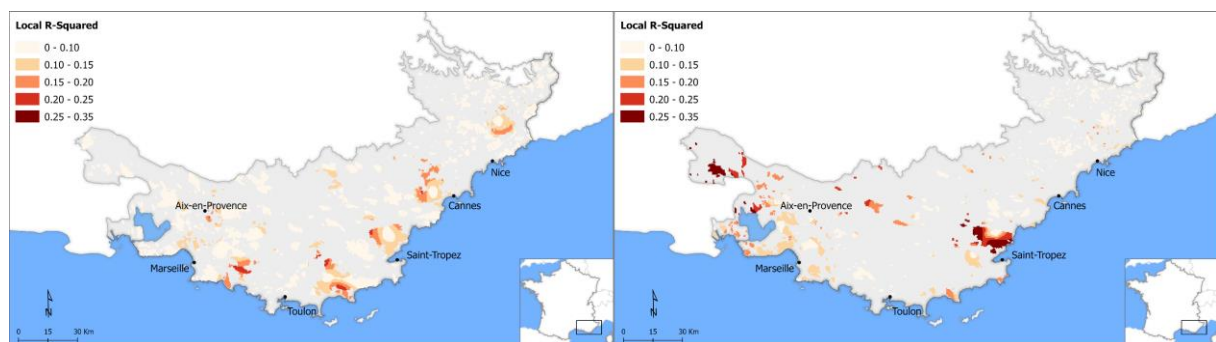 Local R-Squared
0 - 0.10
0.10 - 0.15
0.15 - 0.20
0.20 - 0.25
0.25 - 0.35
Nice
Cannes
Aix-en-Provence
Saint-Tropez
Marseille
Toulon
N
0 15 30 Km
Local R-Squared
0 - 0.10
0.10 - 0.15
0.15 - 0.20
0.20 - 0.25
0.25 - 0.35
Nice
Cannes
Aix-en-Provence
Saint-Tropez
Marseille
Toulon
N
0 15 30 Km